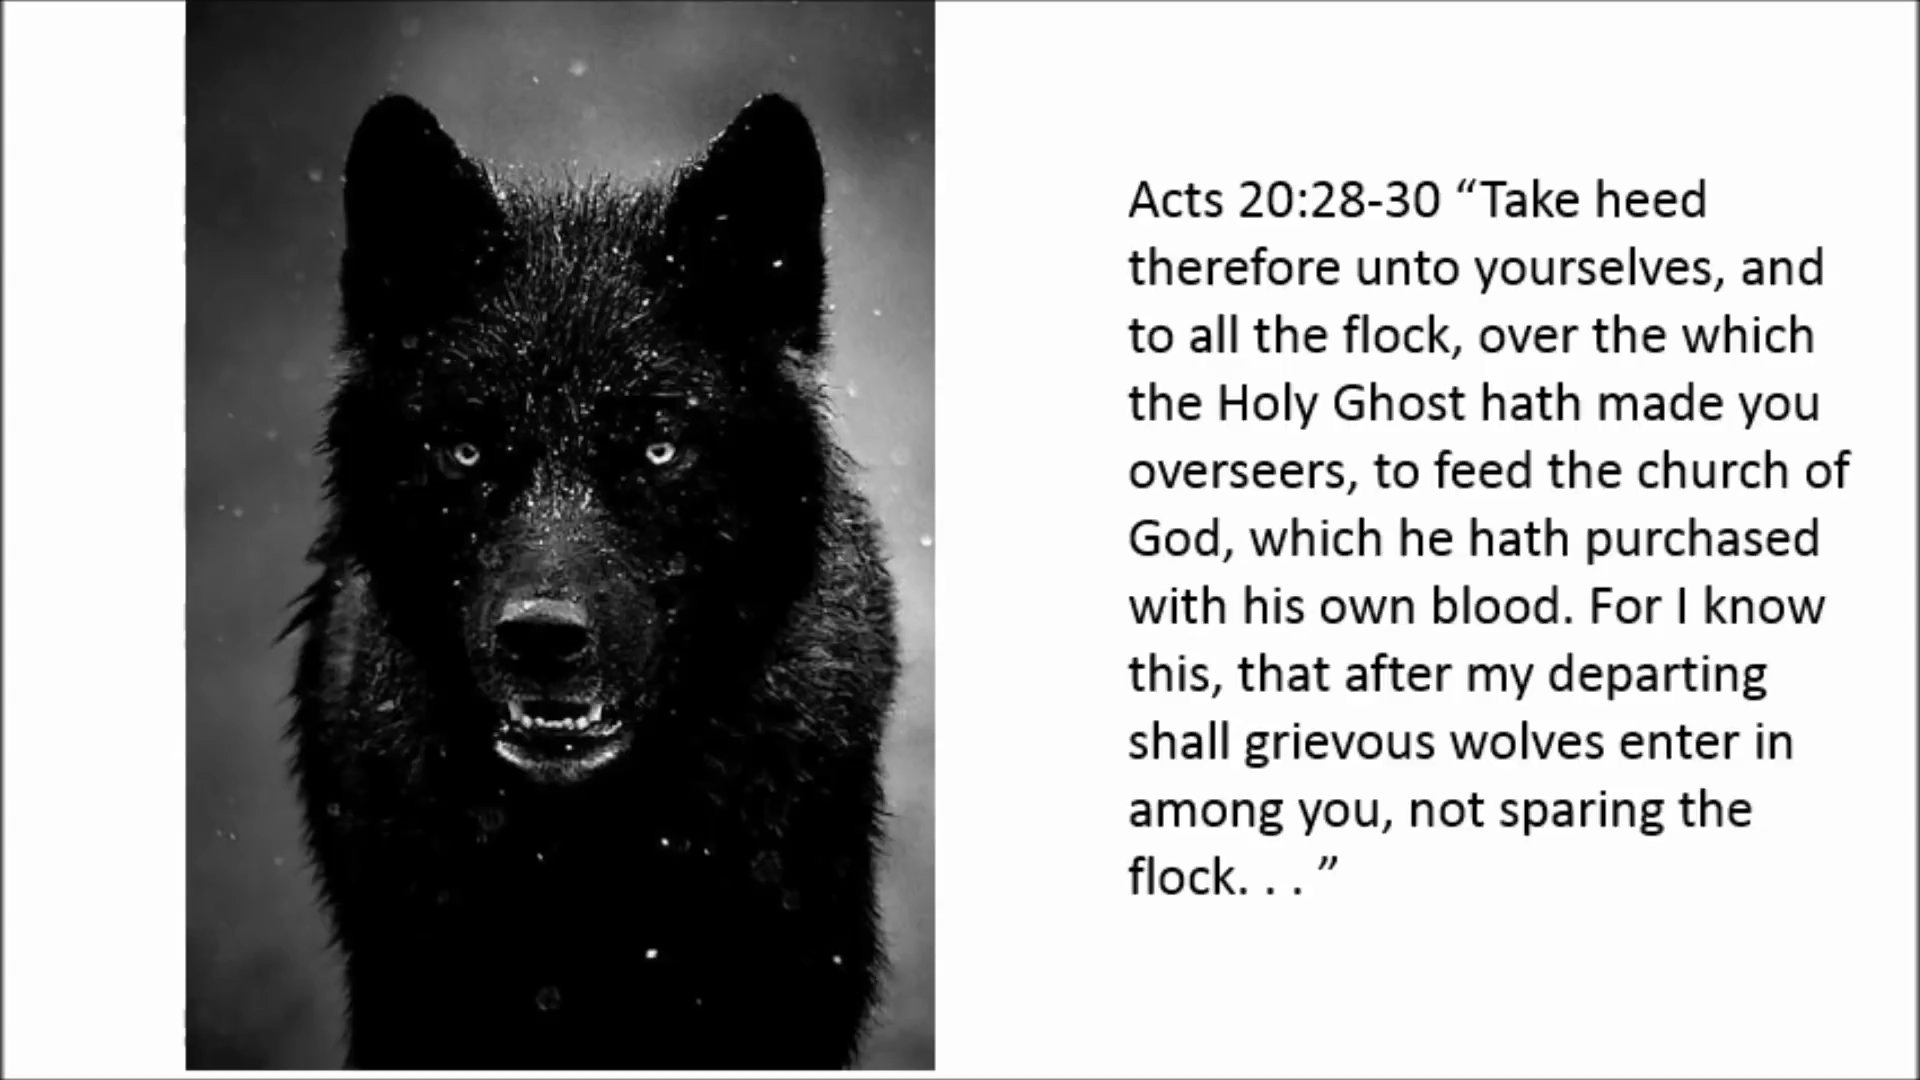 Acts 20:28-30 “Take heed
therefore unto yourselves, and
to all the flock, over the which
the Holy Ghost hath made you
overseers, to feed the church of
God, which he hath purchased
with his own blood. For I know
this, that after my departing
shall grievous wolves enter in
among you, not sparing the
flock. . . ”